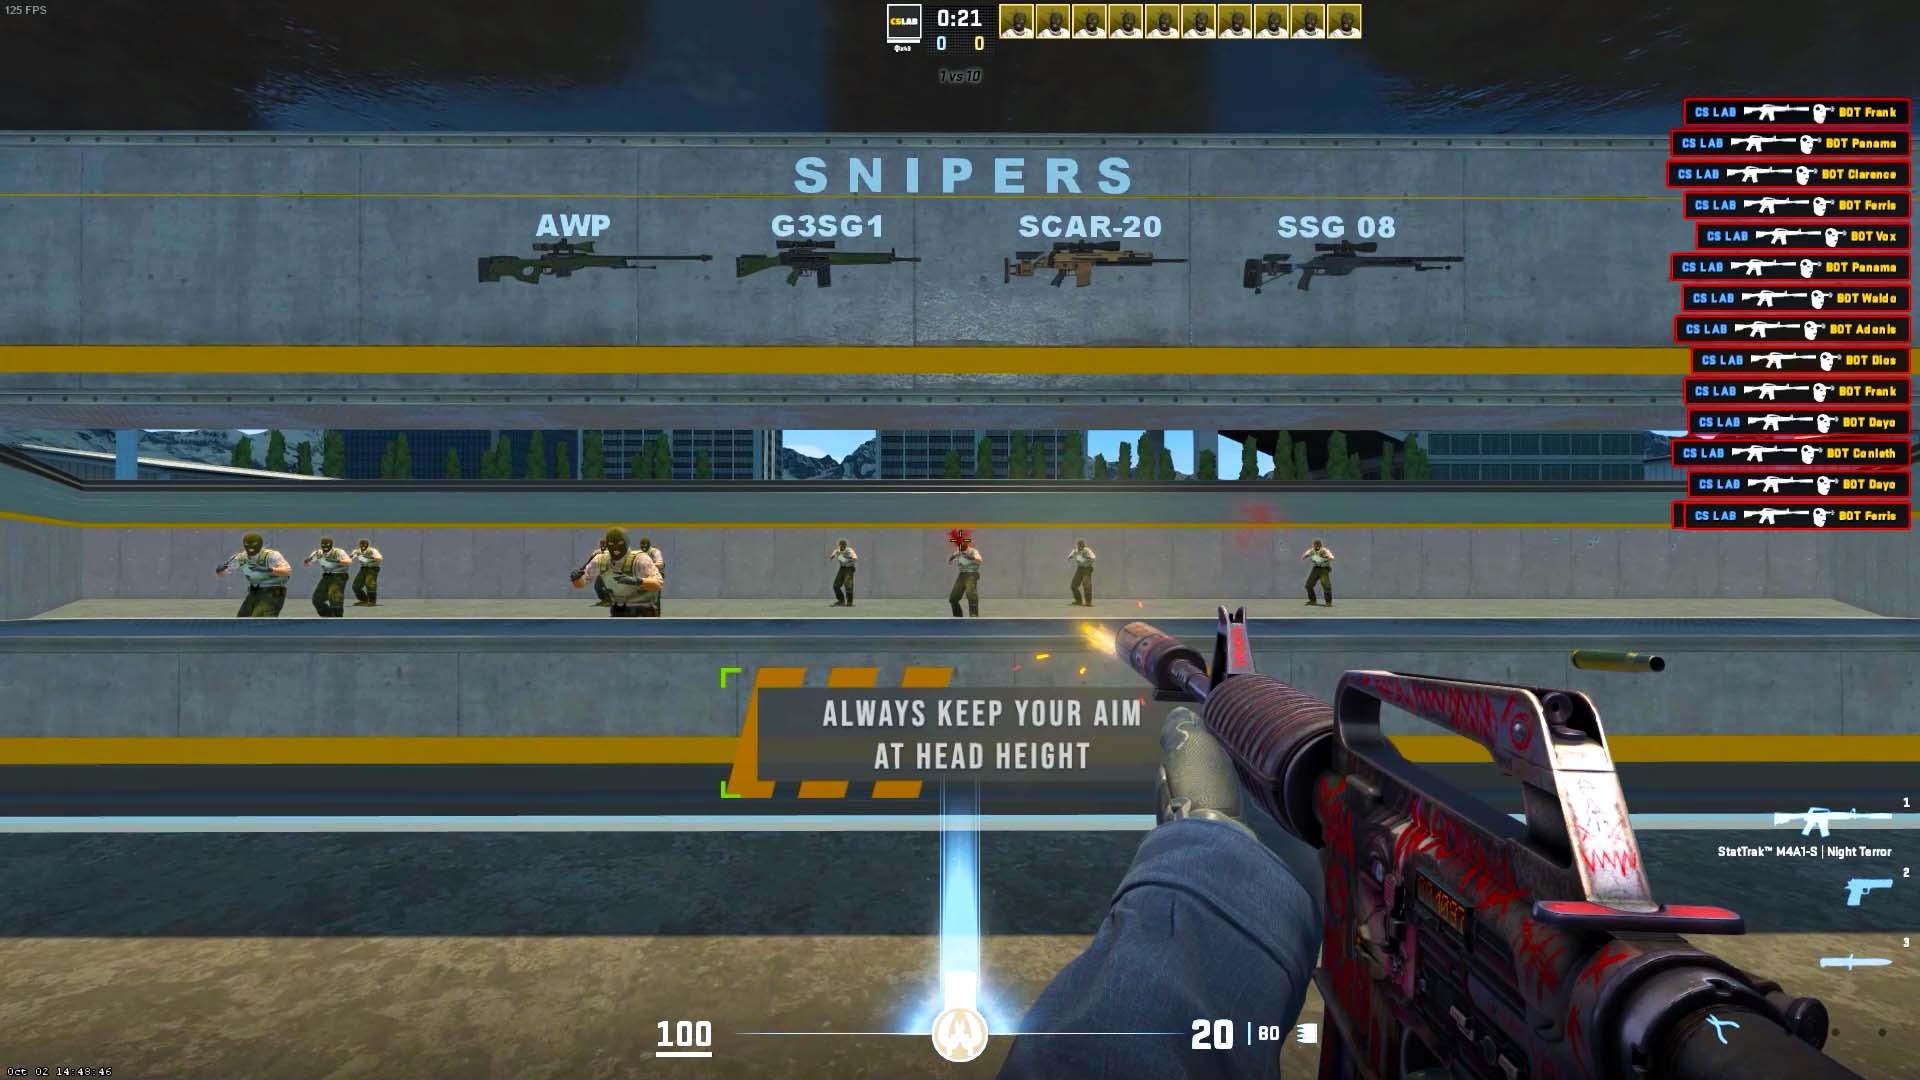 125 FPS
CSLAB
0:21
0 0
1 vs 10
CS LAB BOT Frank
CS LAB BOT Panama
CS LAB BOT Clarence
CS LAB BOT Ferris
CS LAB BOT Vox
CS LAB BOT Panama
CS LAB BOT Waldo
CS LAB BOT Adonis
CS LAB BOT Dios
CS LAB BOT Frank
CS LAB BOT Dayo
CS LAB BOT Conleth
CS LAB BOT Dayo
CS LAB BOT Ferris
SNIPERS
AWP G3SG1 SCAR-20 SSG 08
ALWAYS KEEP YOUR AIM
AT HEAD HEIGHT
1
StatTrak™ M4A1-S | Night Terror
2
3
100
20 | 80
Oct 02 14:48:46